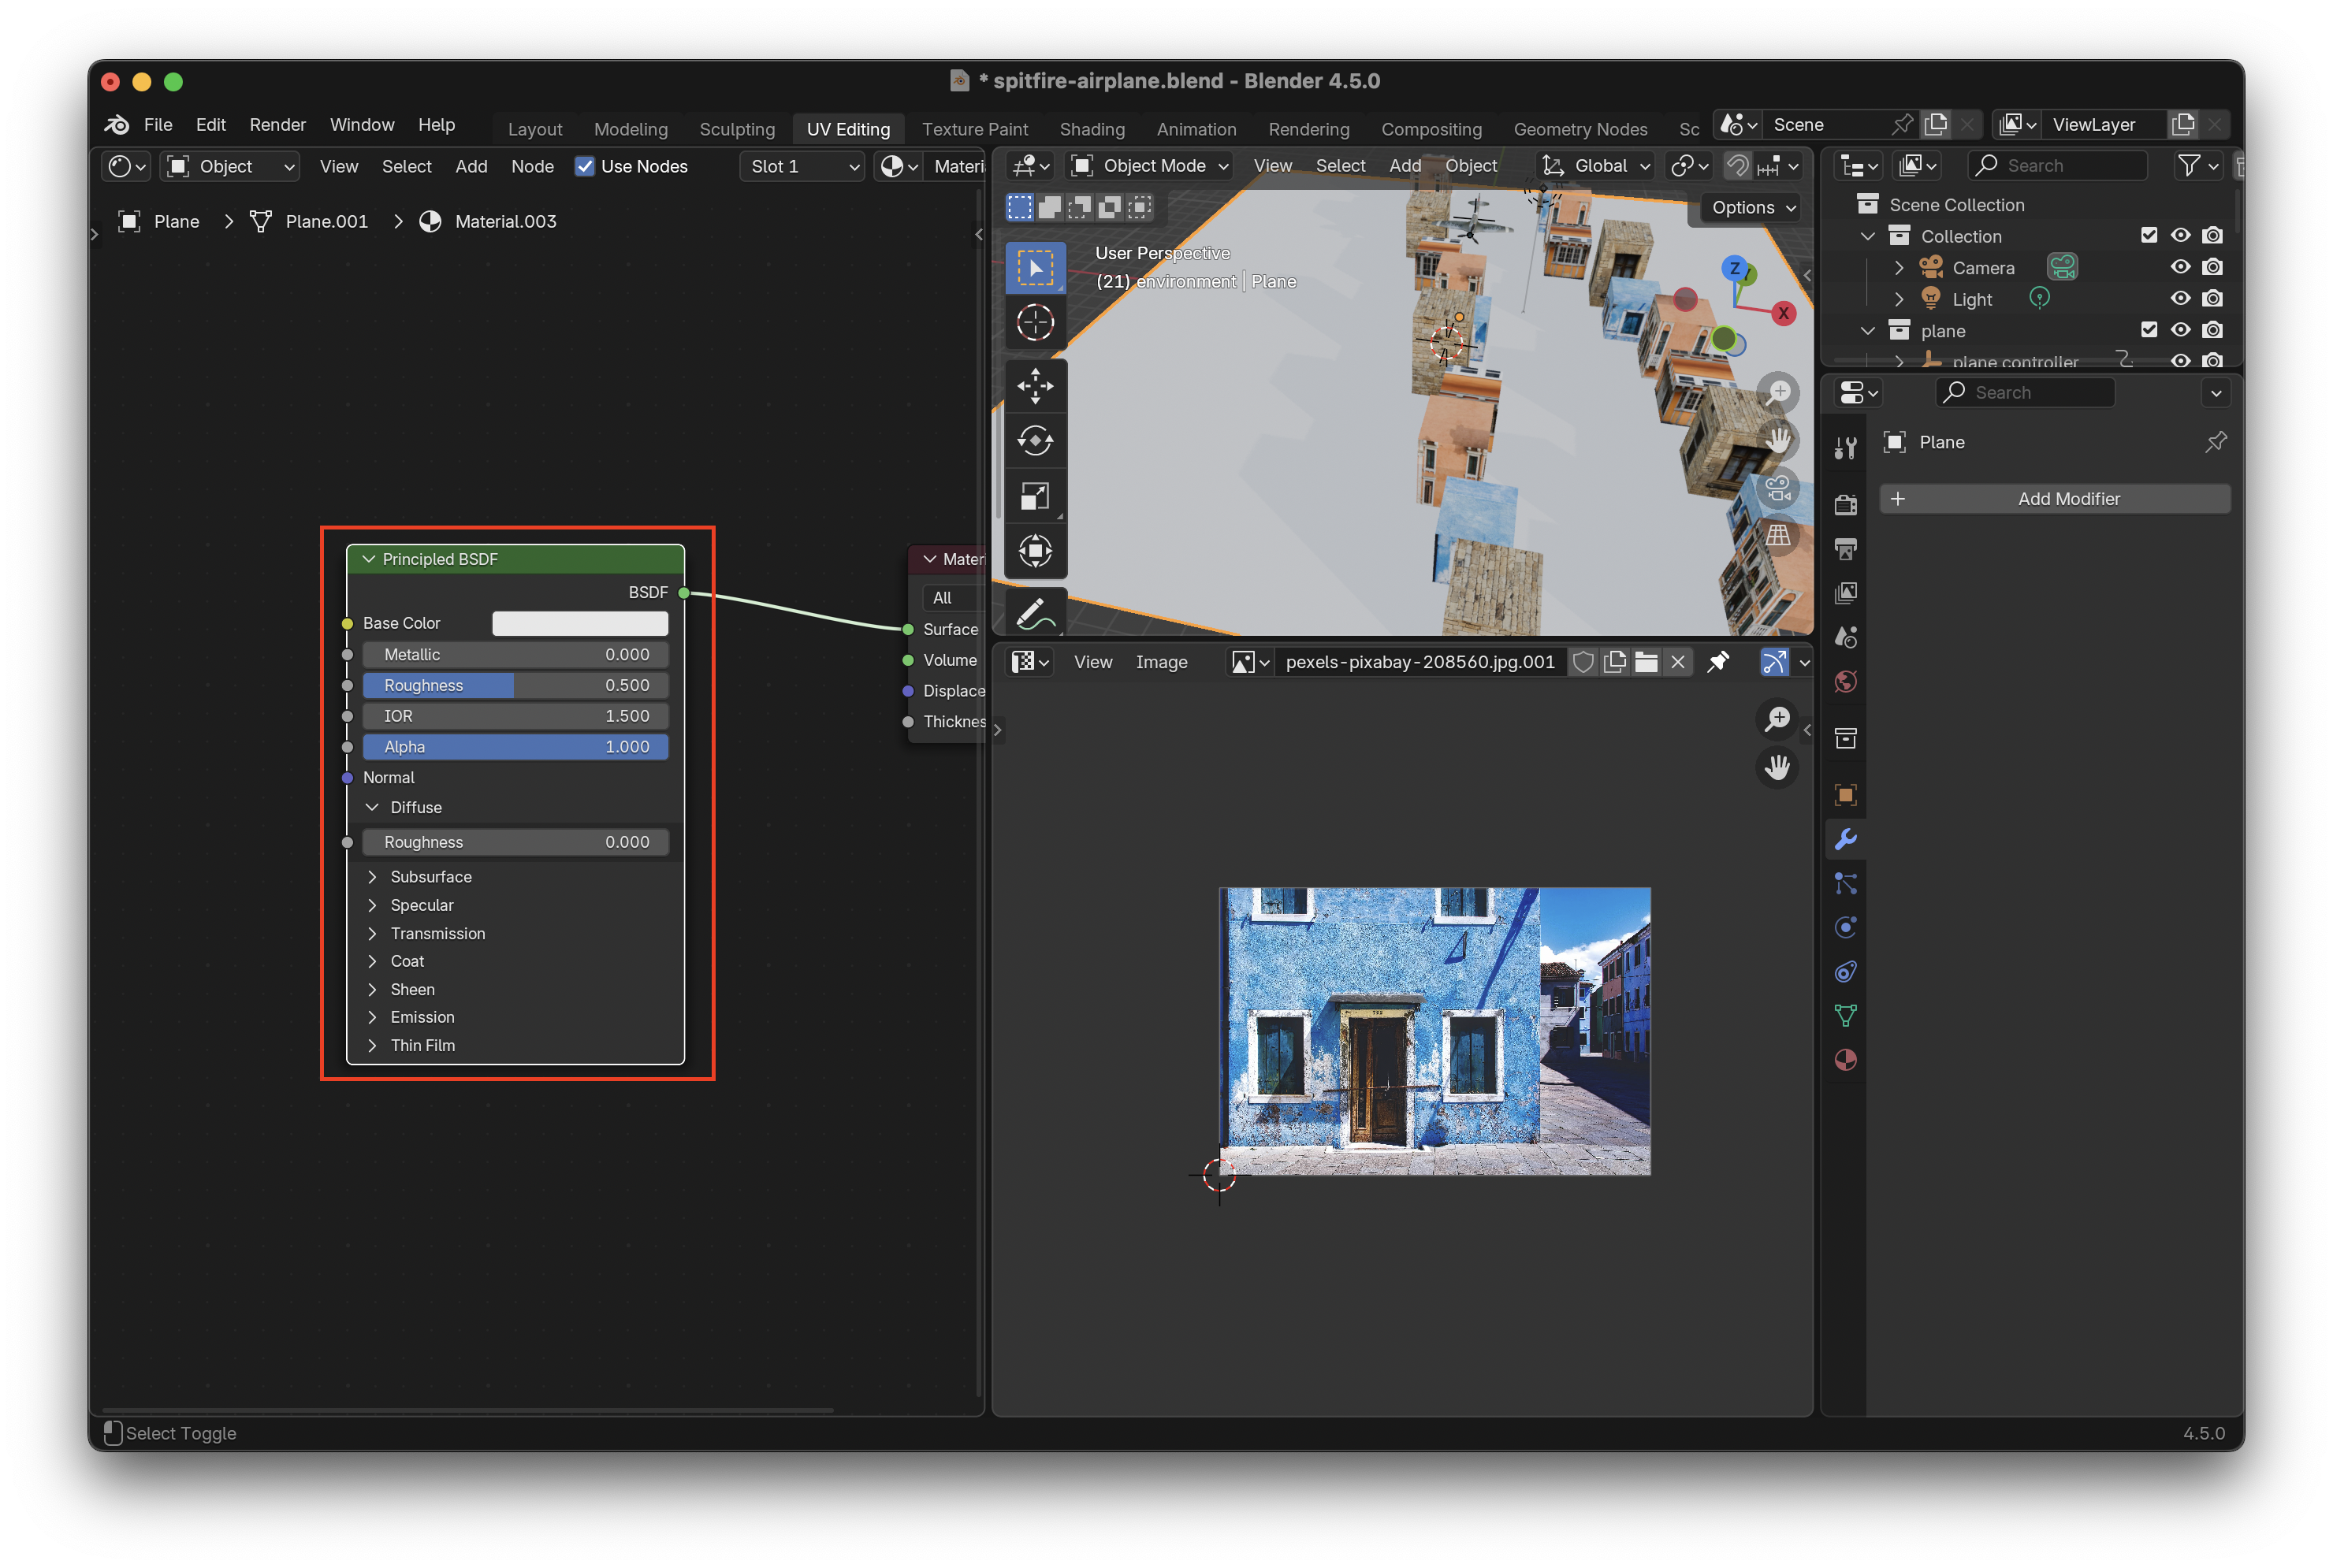 * spitfire-airplane.blend - Blender 4.5.0
File Edit Render Window Help
Layout Modeling Sculpting UV Editing Texture Paint Shading Animation Rendering Compositing Geometry Nodes Sc
Scene
ViewLayer
Object View Select Add Node Use Nodes Slot 1 Materi
Plane Plane.001 Material.003
Principled BSDF
BSDF
Base Color
Metallic 0.000
Roughness 0.500
IOR 1.500
Alpha 1.000
Normal
Diffuse
Roughness 0.000
Subsurface
Specular
Transmission
Coat
Sheen
Emission
Thin Film
Mater
All
Surface
Volume
Displace
Thicknes
Object Mode View Select Add Object Global
Options
User Perspective
(21) environment | Plane
Z
Y
X
View Image pexels-pixabay-208560.jpg.001
Search
Scene Collection
Collection
Camera
Light
plane
plane controller
Search
Plane
Add Modifier
Select Toggle
4.5.0